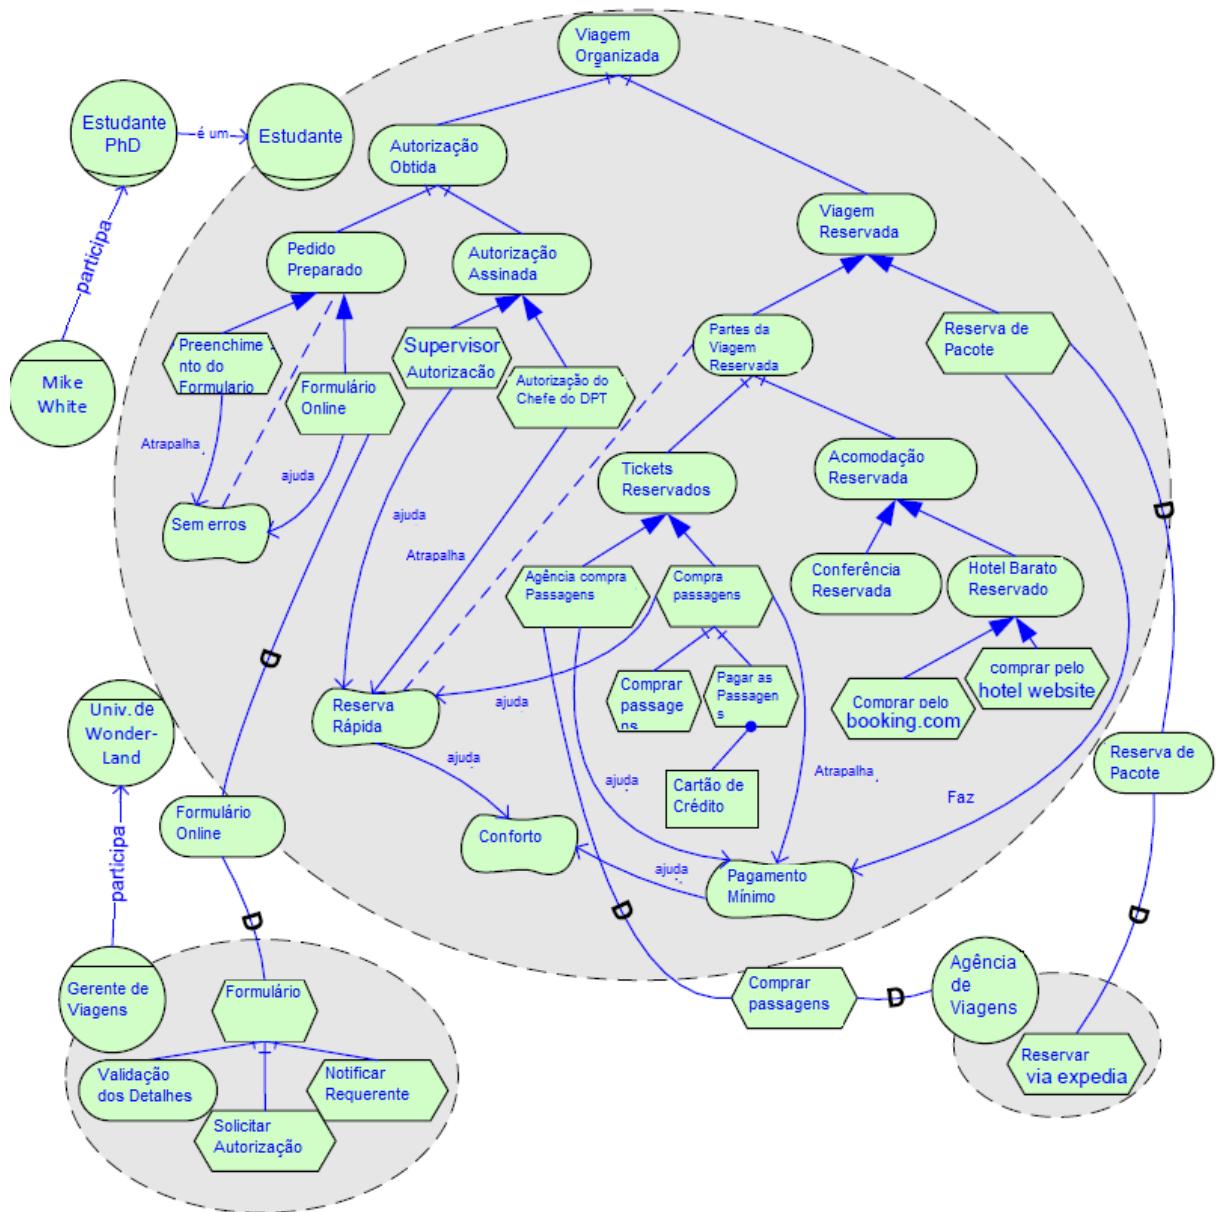 Viagem
Organizada
Estudante
PhD
é um
Estudante
Autorização
Obtida
Viagem
Reservada
participa
Pedido
Preparado
Autorização
Assinada
Preenchime
nto do
Formulario
Formulário
Online
Supervisor
Autorizacão
Autorização do
Chefe do DPT
Partes da
Viagem
Reservada
Reserva de
Pacote
Mike
White
Atrapalha
ajuda
Sem erros
ajuda
Atrapalha
Tickets
Reservados
Acomodação
Reservada
D
Agência compra
Passagens
Compra
passagens
Conferência
Reservada
Hotel Barato
Reservado
D
Comprar
passage
ns
Pagar as
Passagen
s
Comprar pelo
booking.com
comprar pelo
hotel website
Univ. de
Wonder-
Land
Reserva
Rápida
ajuda
ajuda
ajuda
Atrapalha
Cartão de
Crédito
Faz
Reserva de
Pacote
Formulário
Online
Conforto
ajuda
Pagamento
Mínimo
participa
D
D
D
Gerente de
Viagens
Formulário
Comprar
passagens
D
Agência
de
Viagens
Validação
dos Detalhes
Notificar
Requerente
Solicitar
Autorização
Reservar
via expedia